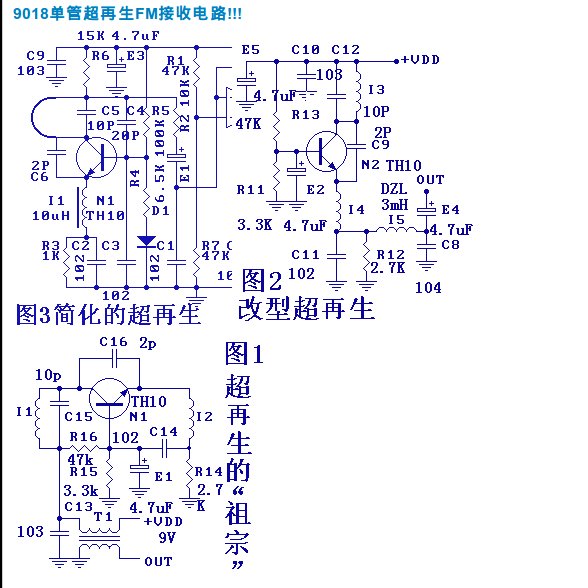 9018单管超再生FM接收电路!!!
15K 4.7uF
C9 R6 E3 R1 E5 C10 C12 +VDD
103 47K 103
10K 4.7uF I3
C5 C4 R5 R2 R13 10P
10P 20P 100K 47K 2P
C9
2P N2 TH10
C6 R4 6.5K E1 R11 E2 DZL OUT
I1 N1 D1 I4 3mH E4
10uH TH10 3.3K 4.7uF I5 4.7uF
R3 C2 C3 C1 R7 C C11 R12 C8
1K 102 102 47K 102 2.7K 104
102 10 图2
图3简化的超再生 改型超再生
C16 2p 图1
10p TH10 超再生的“祖宗”
I1 C15 N1 I2
R16 102 C14
47k
R15 E1 R14
3.3k 2.7K
C13 4.7uF
T1 +VDD
103 9V
OUT